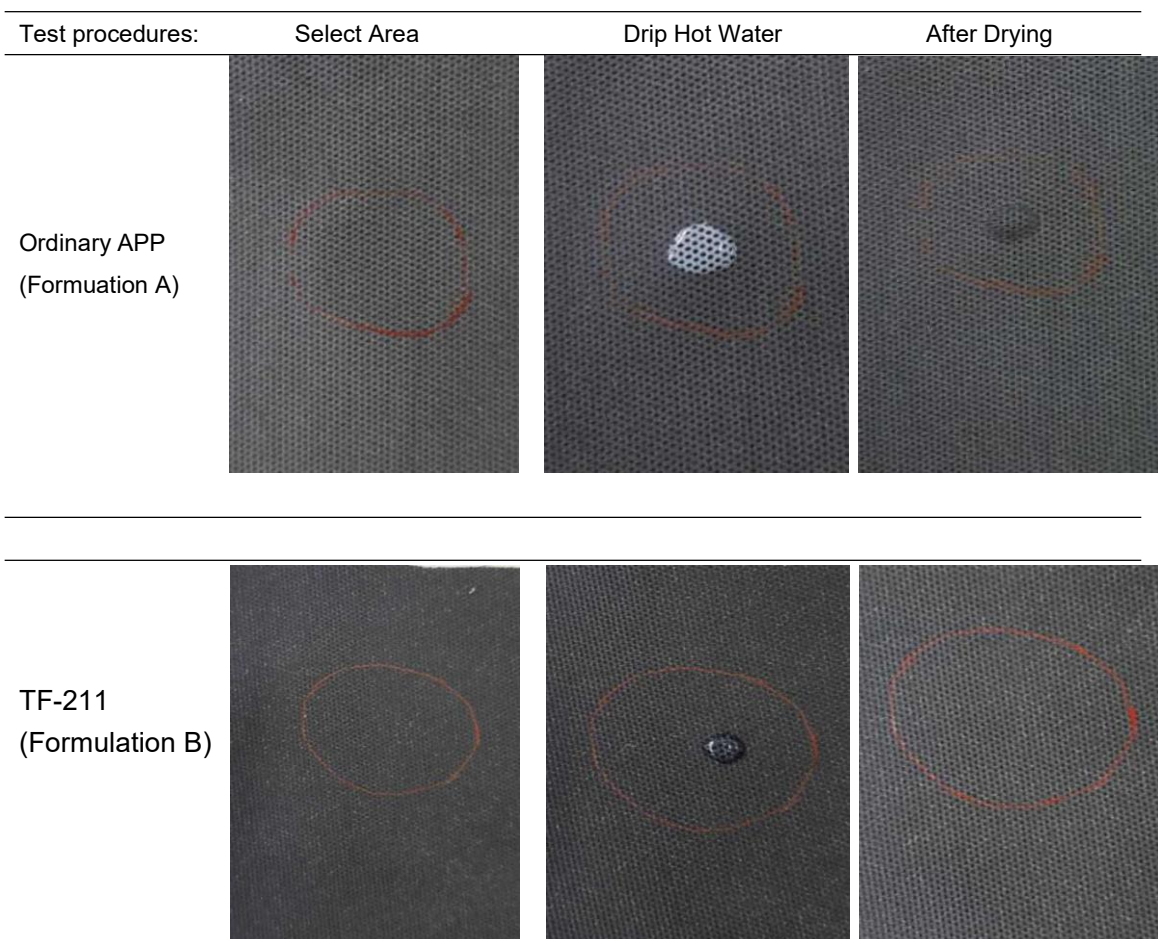 Test procedures: Select Area Drip Hot Water After Drying
Ordinary APP
(Formuation A)
TF-211
(Formulation B)